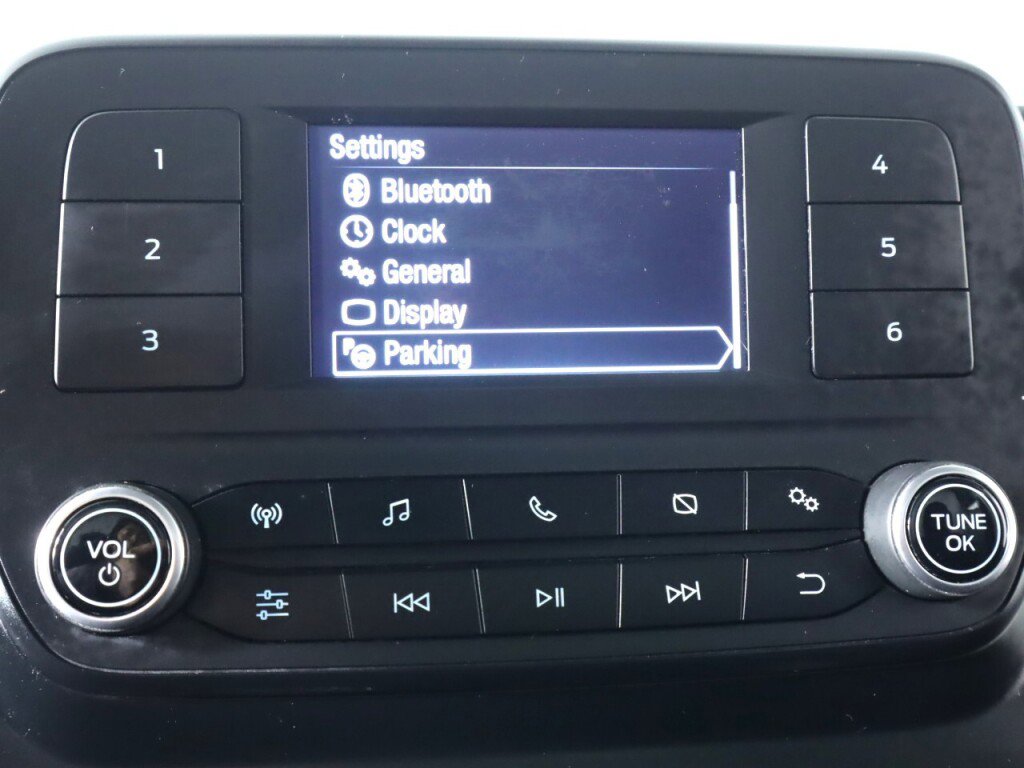 Settings
Bluetooth
Clock
General
Display
P Parking
1
2
3
4
5
6
VOL
TUNE
OK